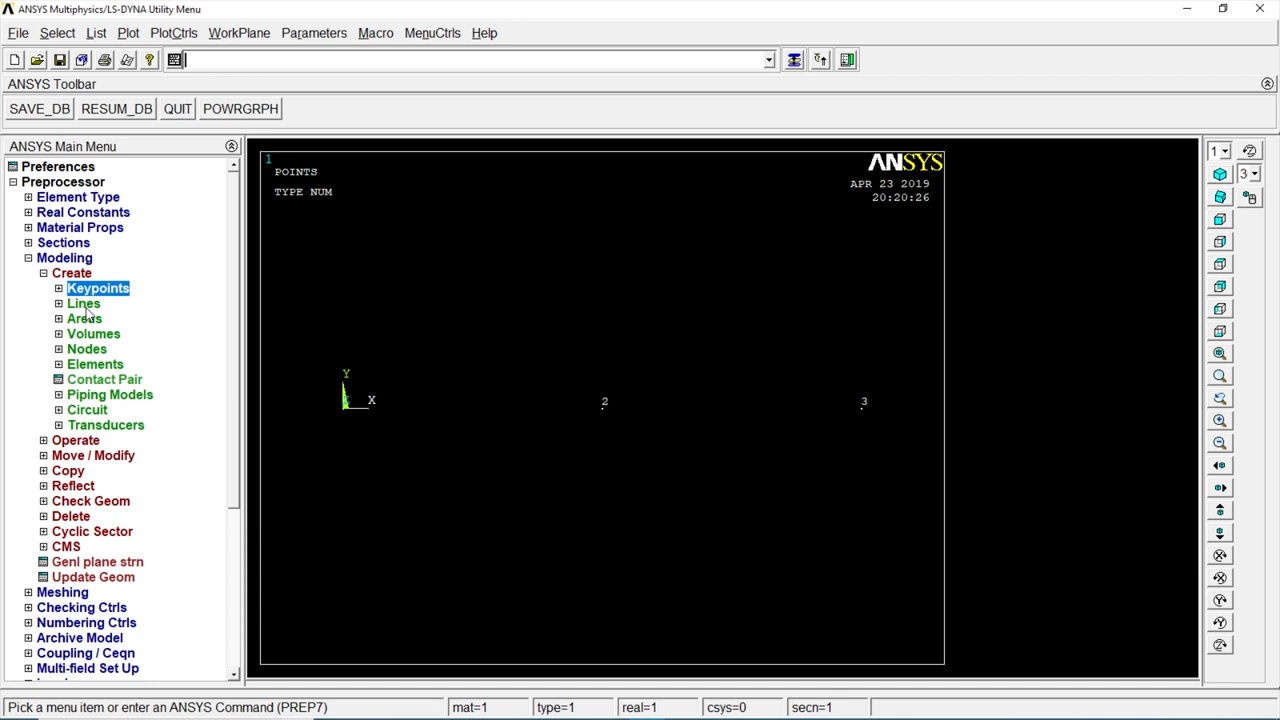 ANSYS Multiphysics/LS-DYNA Utility Menu
File Select List Plot PlotCtrls WorkPlane Parameters Macro MenuCtrls Help
ANSYS Toolbar
SAVE_DB RESUM_DB QUIT POWRGRPH
ANSYS Main Menu
Preferences
Preprocessor
Element Type
Real Constants
Material Props
Sections
Modeling
Create
Keypoints
Lines
Areas
Volumes
Nodes
Elements
Contact Pair
Piping Models
Circuit
Transducers
Operate
Move / Modify
Copy
Reflect
Check Geom
Delete
Cyclic Sector
CMS
Genl plane strn
Update Geom
Meshing
Checking Ctrls
Numbering Ctrls
Archive Model
Coupling / Ceqn
Multi-field Set Up
1
POINTS
TYPE NUM
ANSYS
APR 23 2019
20:20:26
Y
X
2
3
1
3
Pick a menu item or enter an ANSYS Command (PREP7) mat=1 type=1 real=1 csys=0 secn=1